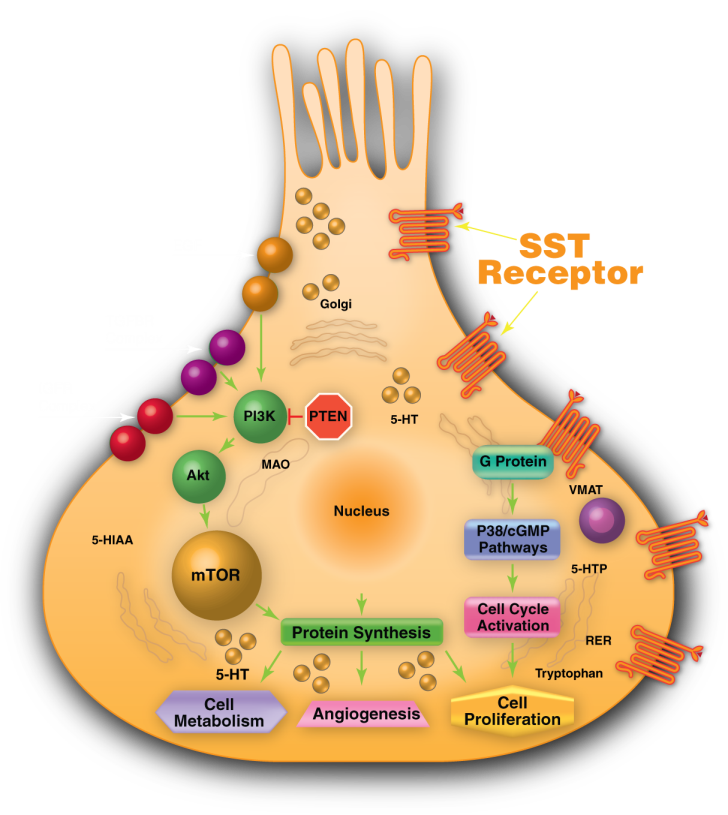 SST
Receptor
Golgi
PI3K
PTEN
5-HT
MAO
G Protein
Akt
VMAT
Nucleus
5-HIAA
P38/cGMP
Pathways
mTOR
5-HTP
Cell Cycle
Activation
Protein Synthesis
RER
5-HT
Tryptophan
Cell
Metabolism
Angiogenesis
Cell
Proliferation